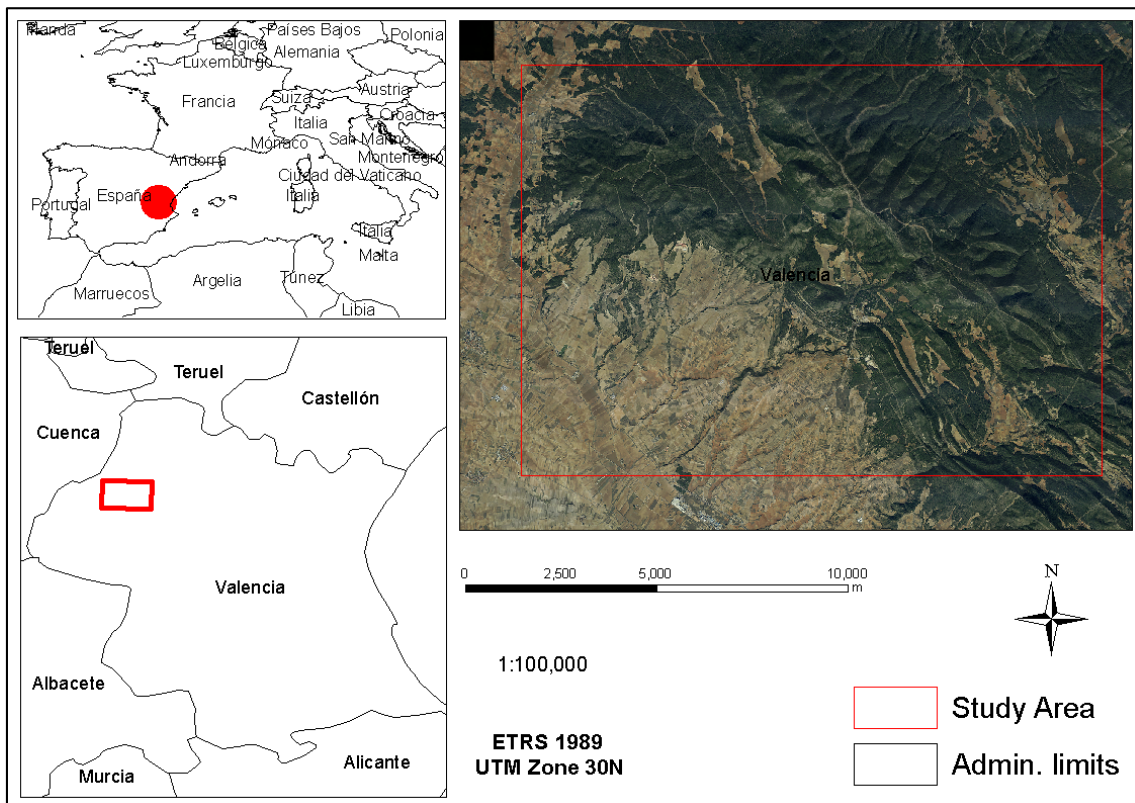 Irlanda
Países Bajos
Polonia
Bélgica
Alemania
Luxemburgo
Francia
Austria
Suiza
Croacia
Italia
San Marino
Mónaco
Montenegro
Andorra
Ciudad del Vaticano
España
Italia
Portugal
Italia
Malta
Argelia
Túnez
Marruecos
Libia
Valencia
Teruel
Teruel
Castellón
Cuenca
Valencia
Albacete
Murcia
Alicante
0 2,500 5,000 10,000
m
N
1:100,000
ETRS 1989
UTM Zone 30N
Study Area
Admin. limits